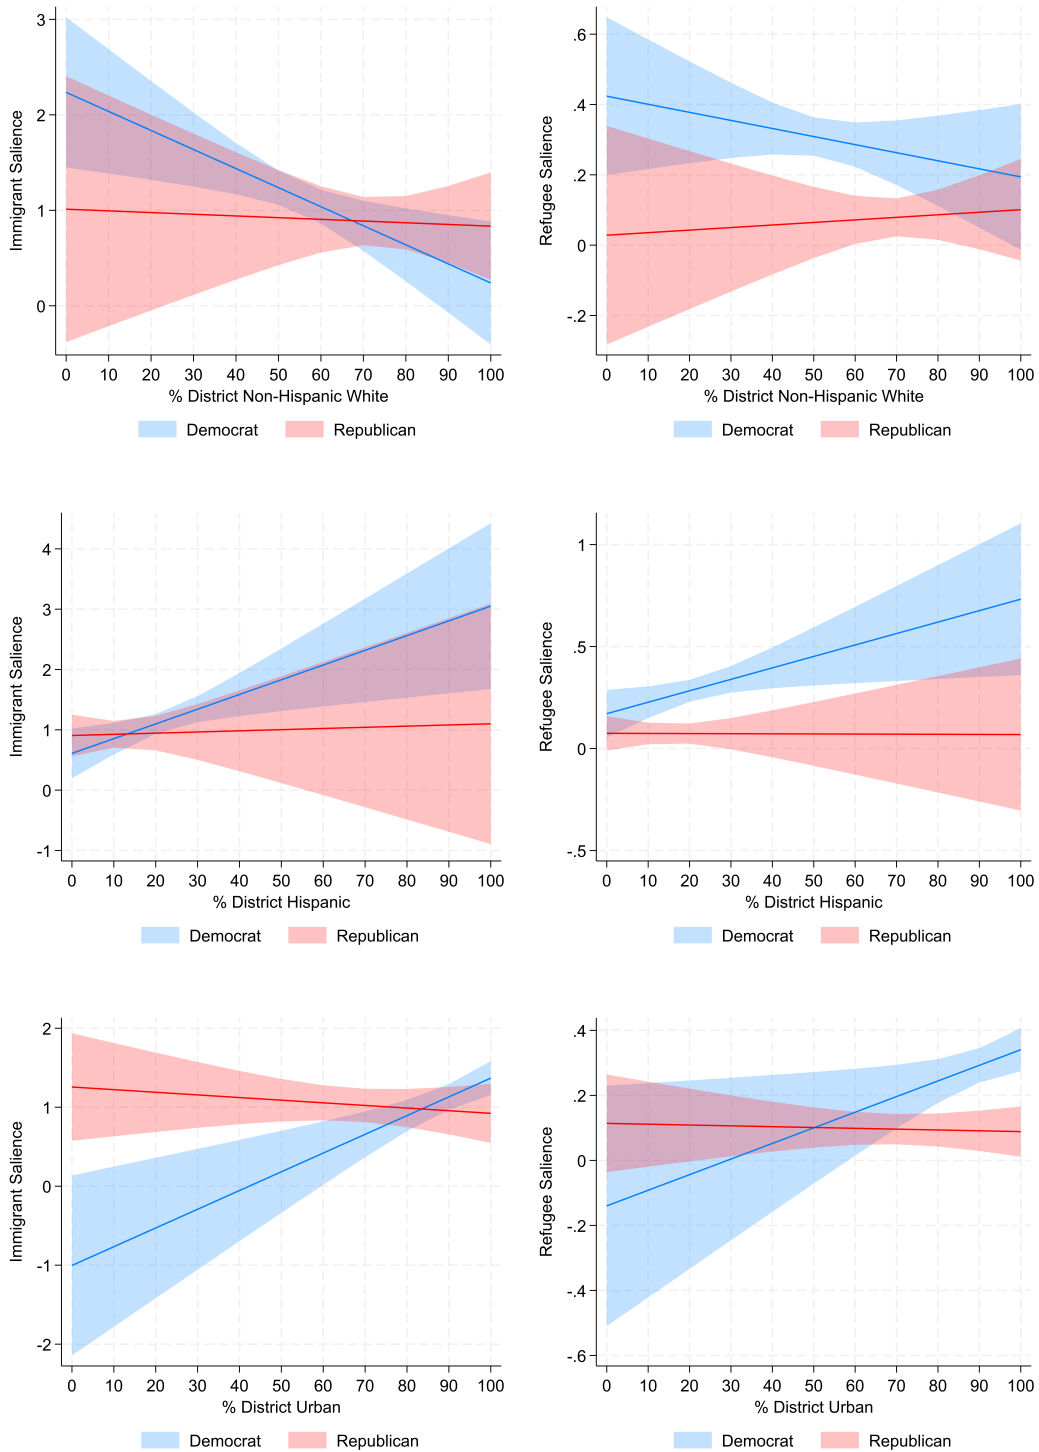 Immigrant Salience
3
2
1
0
0 10 20 30 40 50 60 70 80 90 100
% District Non-Hispanic White
Democrat Republican
Refugee Salience
.6
.4
.2
0
-.2
0 10 20 30 40 50 60 70 80 90 100
% District Non-Hispanic White
Democrat Republican
Immigrant Salience
4
3
2
1
0
-1
0 10 20 30 40 50 60 70 80 90 100
% District Hispanic
Democrat Republican
Refugee Salience
1
.5
0
-.5
0 10 20 30 40 50 60 70 80 90 100
% District Hispanic
Democrat Republican
Immigrant Salience
2
1
0
-1
-2
0 10 20 30 40 50 60 70 80 90 100
% District Urban
Democrat Republican
Refugee Salience
.4
.2
0
-.2
-.4
-.6
0 10 20 30 40 50 60 70 80 90 100
% District Urban
Democrat Republican